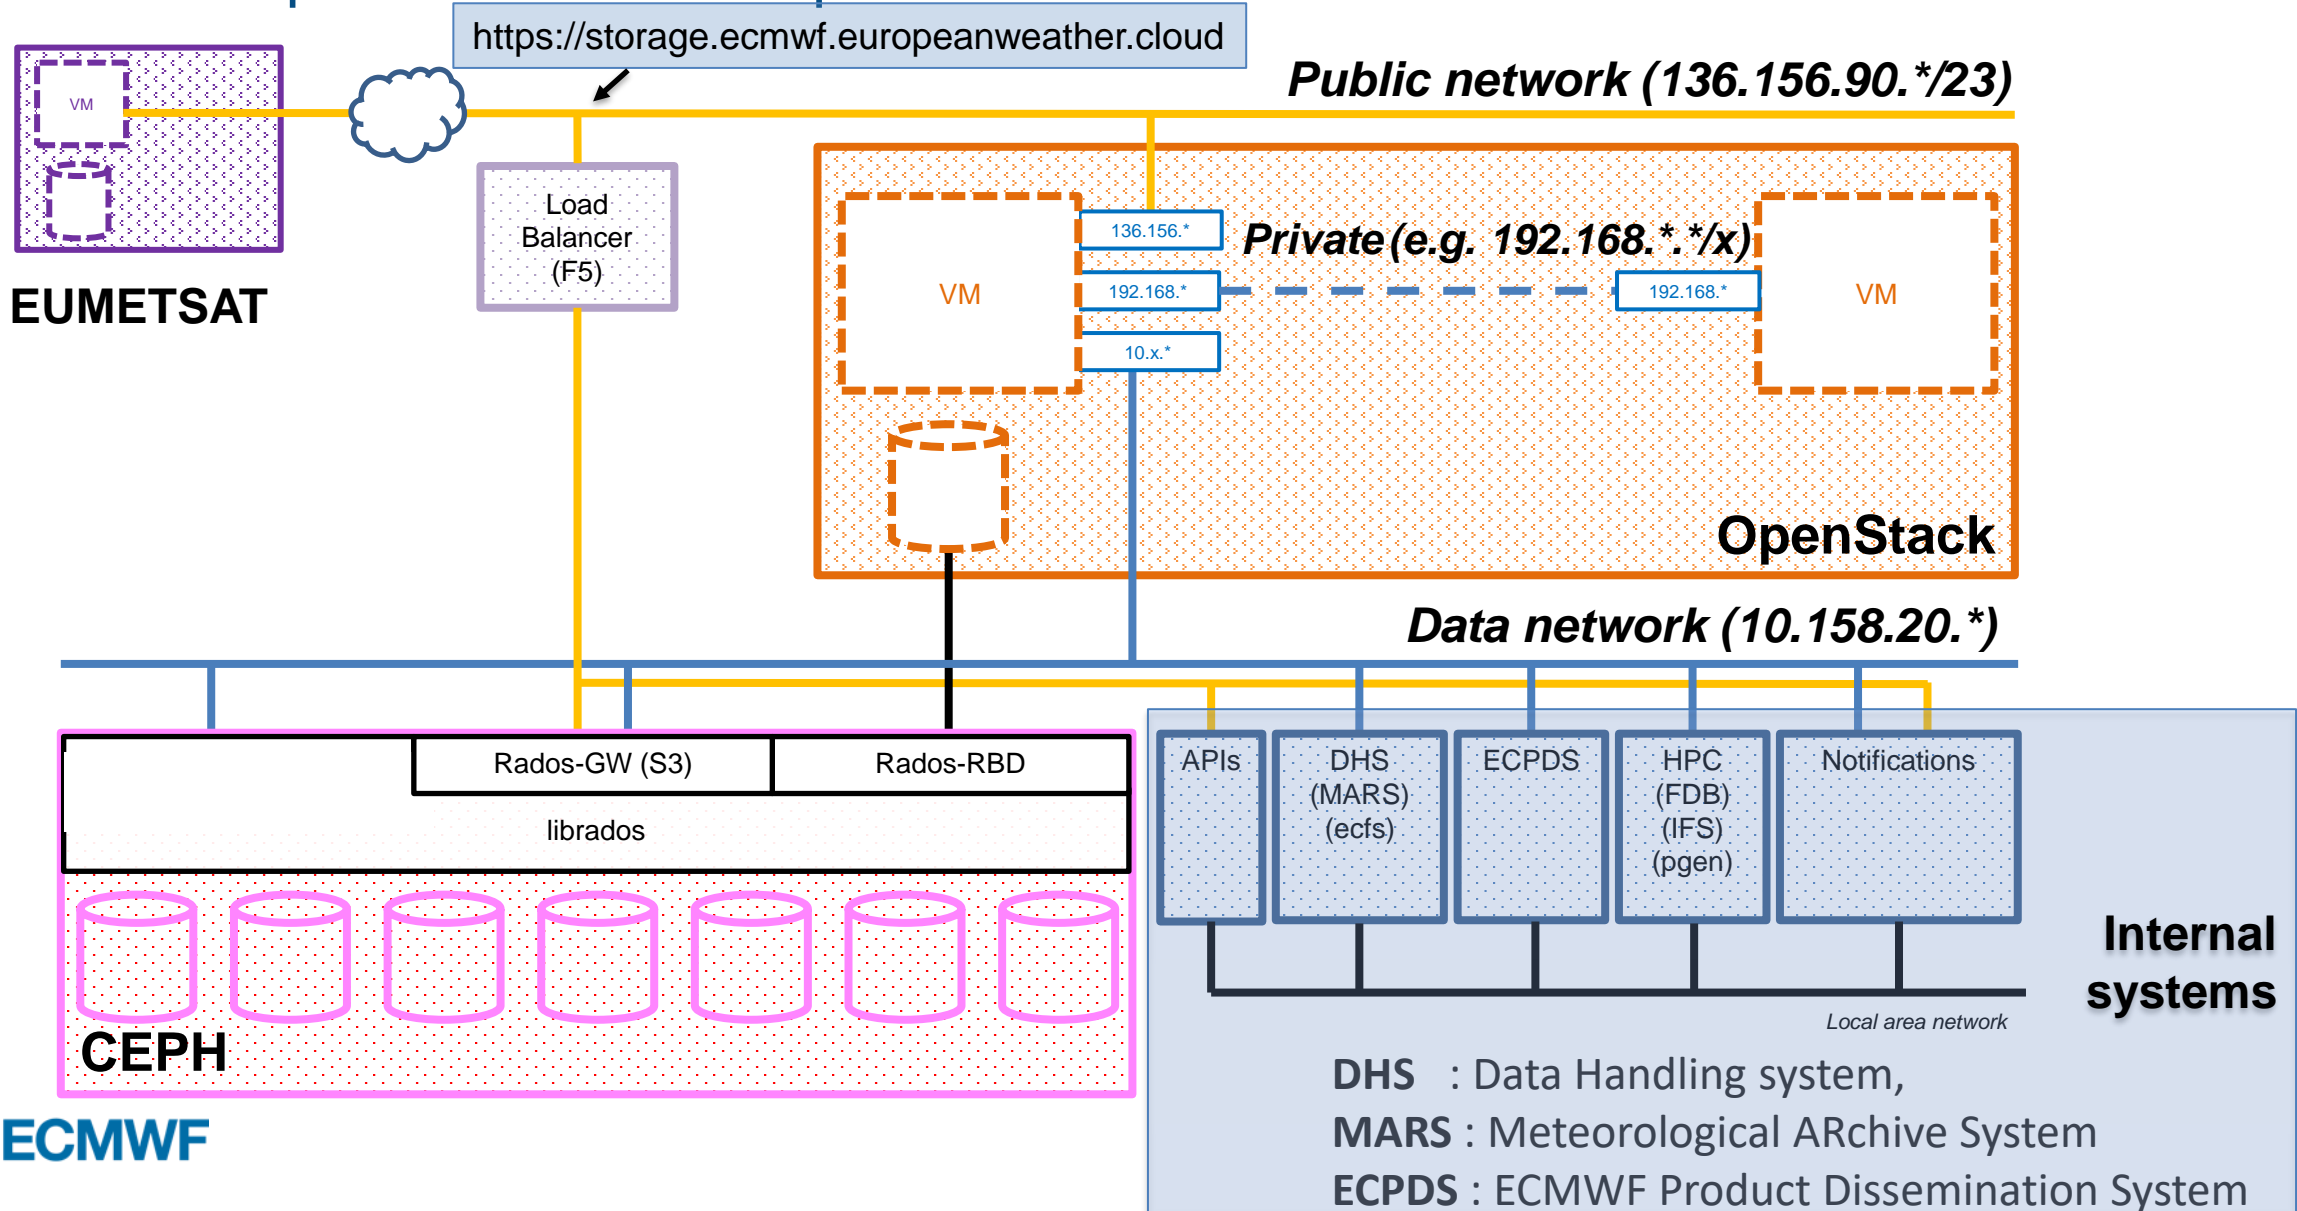 https://storage.ecmwf.europeanweather.cloud
Public network (136.156.90.*/23)
VM
EUMETSAT
Load
Balancer
(F5)
VM
136.156.*
192.168.*
10.x.*
Private (e.g. 192.168.*.*/x)
192.168.*
VM
OpenStack
Data network (10.158.20.*)
Rados-GW (S3)
Rados-RBD
librados
CEPH
APIs
DHS
(MARS)
(ecfs)
ECPDS
HPC
(FDB)
(IFS)
(pgen)
Notifications
Internal
systems
Local area network
DHS : Data Handling system,
MARS : Meteorological ARchive System
ECPDS : ECMWF Product Dissemination System
ECMWF